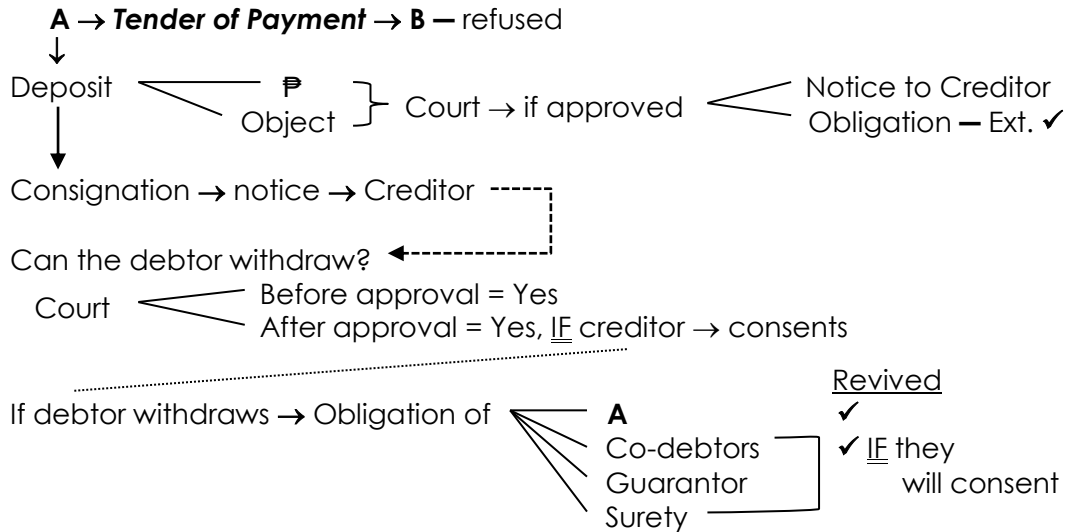 A → Tender of Payment → B – refused
Deposit
₱
Object
Court → if approved
Notice to Creditor
Obligation – Ext. ✓
Consignation → notice → Creditor
Can the debtor withdraw?
Court
Before approval = Yes
After approval = Yes, IF creditor → consents
If debtor withdraws → Obligation of
A
Co-debtors
Guarantor
Surety
Revived
✓
✓ IF they
will consent